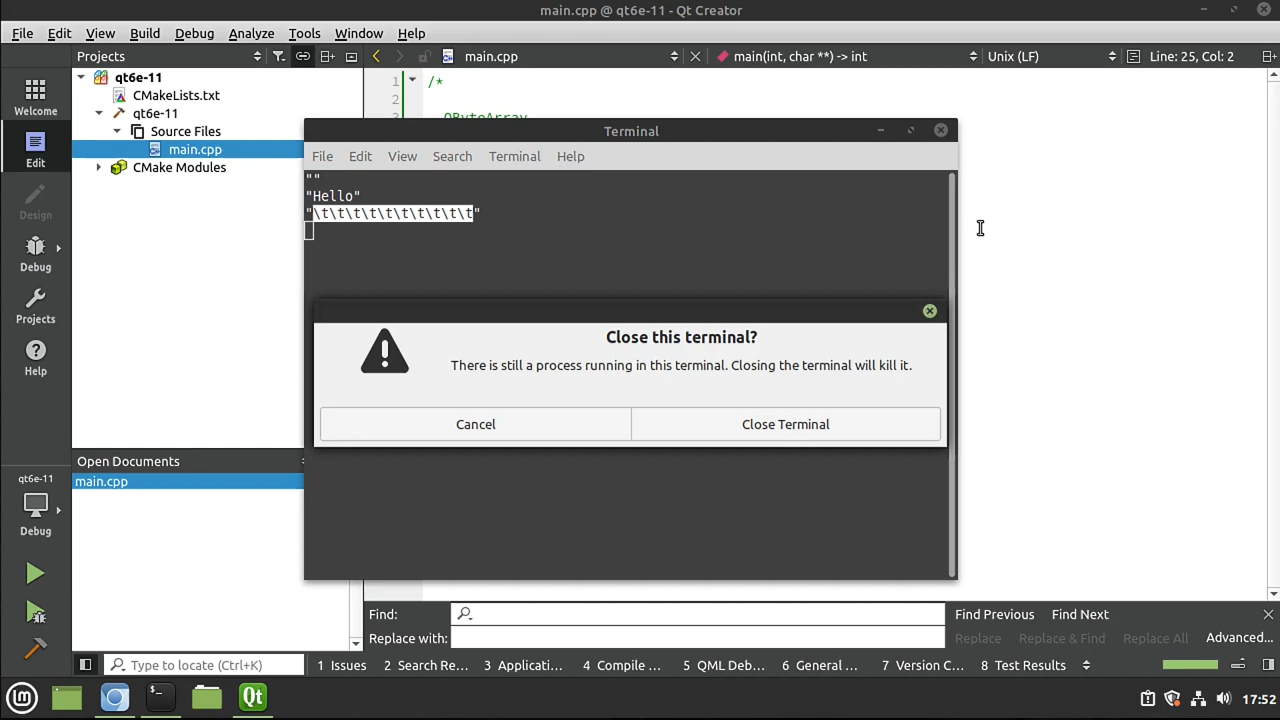 main.cpp @ qt6e-11 - Qt Creator
File Edit View Build Debug Analyze Tools Window Help
Projects
main.cpp
main(int, char **) -> int
Unix (LF)
Line: 25, Col: 2
Welcome
Edit
Design
Debug
Projects
Help
qt6e-11
Debug
qt6e-11
CMakeLists.txt
qt6e-11
Source Files
main.cpp
CMake Modules
Open Documents
main.cpp
1 /*
2
3 QByteArray
Terminal
File Edit View Search Terminal Help
""
"Hello"
"\t\t\t\t\t\t\t\t\t\t"
Close this terminal?
There is still a process running in this terminal. Closing the terminal will kill it.
Cancel
Close Terminal
Find:
Find Previous
Find Next
Replace with:
Replace
Replace & Find
Replace All
Advanced...
Type to locate (Ctrl+K)
1 Issues
2 Search Re...
3 Applicati...
4 Compile ...
5 QML Deb...
6 General ...
7 Version C...
8 Test Results
Qt
17:52